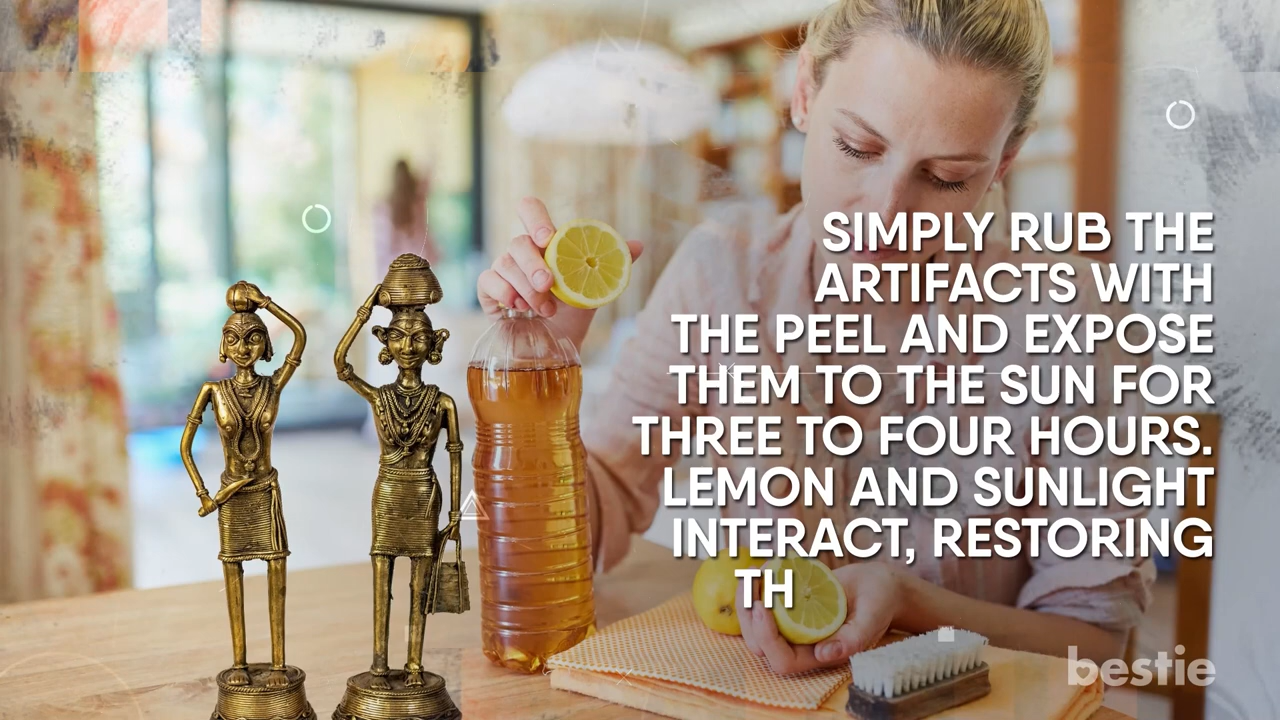 SIMPLY RUB THE
ARTIFACTS WITH
THE PEEL AND EXPOSE
THEM TO THE SUN FOR
THREE TO FOUR HOURS.
LEMON AND SUNLIGHT
INTERACT, RESTORING
TH
bestie